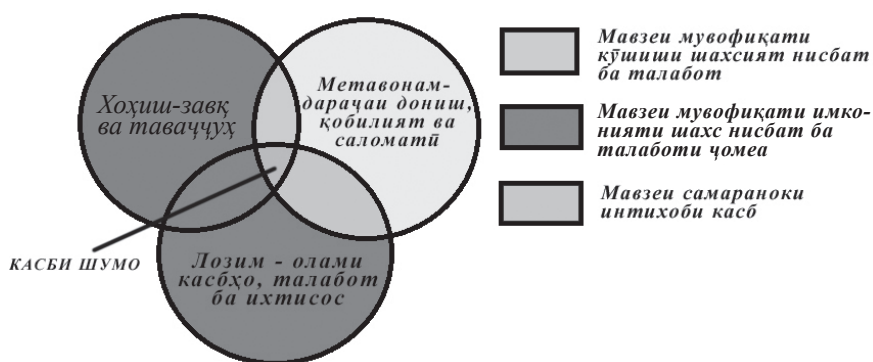 Хоҳиш-завқ
ва таваҷҷуҳ
Метавонам-
дараҷаи дониш,
қобилият ва
саломатӣ
Лозим - олами
касбҳо, талабот
ба ихтисос
КАСБИ ШУМО
Мавзеи мувофиқати
кӯшиши шахсият нисбат
ба талабот
Мавзеи мувофиқати имко-
нияти шахс нисбат ба
талаботи ҷомеа
Мавзеи самараноки
интихоби касб